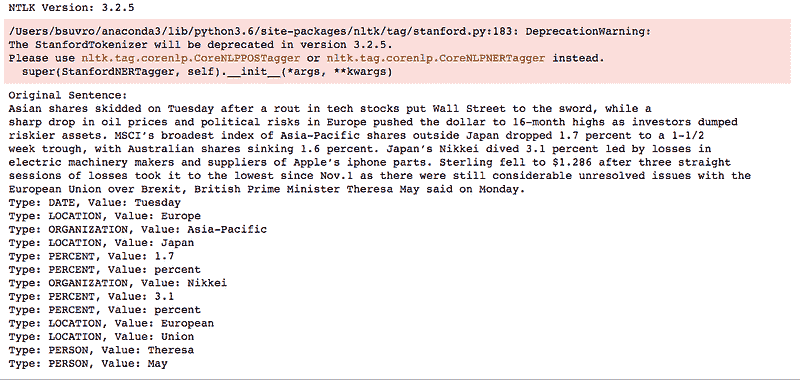 NTLK Version: 3.2.5
/Users/bsuvro/anaconda3/lib/python3.6/site-packages/nltk/tag/stanford.py:183: DeprecationWarning:
The StanfordTokenizer will be deprecated in version 3.2.5.
Please use nltk.tag.corenlp.CoreNLPPOSTagger or nltk.tag.corenlp.CoreNLPNERTagger instead.
super(StanfordNERTagger, self).__init__(*args, **kwargs)
Original Sentence:
Asian shares skidded on Tuesday after a rout in tech stocks put Wall Street to the sword, while a
sharp drop in oil prices and political risks in Europe pushed the dollar to 16-month highs as investors dumped
riskier assets. MSCI’s broadest index of Asia-Pacific shares outside Japan dropped 1.7 percent to a 1-1/2
week trough, with Australian shares sinking 1.6 percent. Japan’s Nikkei dived 3.1 percent led by losses in
electric machinery makers and suppliers of Apple’s iphone parts. Sterling fell to $1.286 after three straight
sessions of losses took it to the lowest since Nov.1 as there were still considerable unresolved issues with the
European Union over Brexit, British Prime Minister Theresa May said on Monday.
Type: DATE, Value: Tuesday
Type: LOCATION, Value: Europe
Type: ORGANIZATION, Value: Asia-Pacific
Type: LOCATION, Value: Japan
Type: PERCENT, Value: 1.7
Type: PERCENT, Value: percent
Type: ORGANIZATION, Value: Nikkei
Type: PERCENT, Value: 3.1
Type: PERCENT, Value: percent
Type: LOCATION, Value: European
Type: LOCATION, Value: Union
Type: PERSON, Value: Theresa
Type: PERSON, Value: May